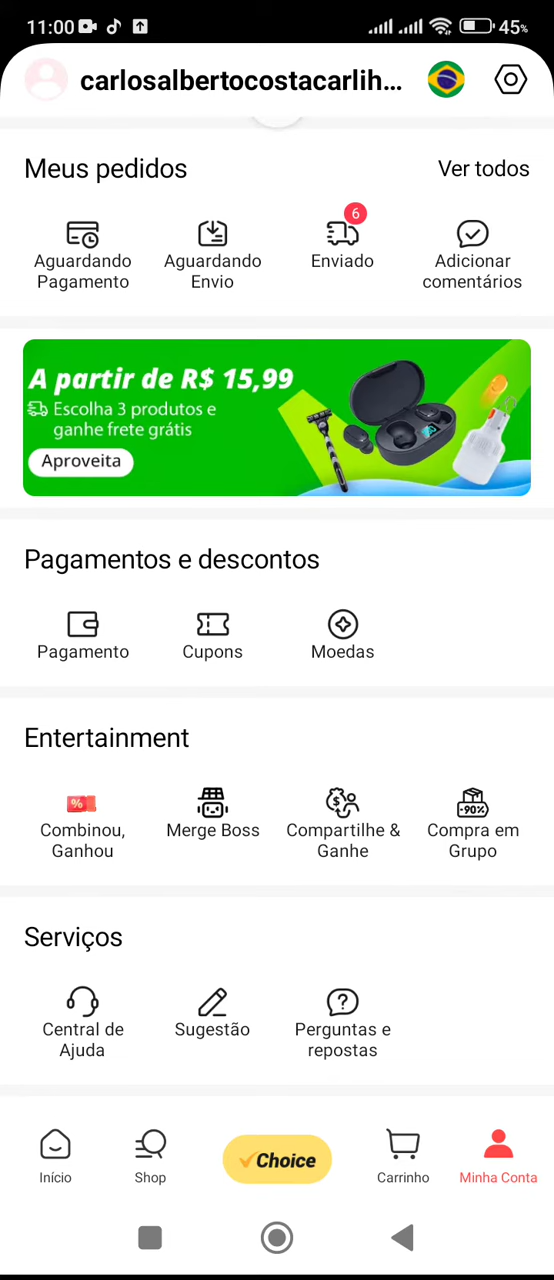 11:00
45%
carlosalbertocostacarlih...
Meus pedidos
Ver todos
6
Aguardando
Pagamento
Aguardando
Envio
Enviado
Adicionar
comentários
A partir de R$ 15,99
Escolha 3 produtos e
ganhe frete grátis
Aproveita
Pagamentos e descontos
Pagamento
Cupons
Moedas
Entertainment
%
Combinou,
Ganhou
Merge Boss
$
Compartilhe &
Ganhe
-90%
Compra em
Grupo
Serviços
Central de
Ajuda
Sugestão
?
Perguntas e
repostas
Início
Shop
Choice
Carrinho
Minha Conta